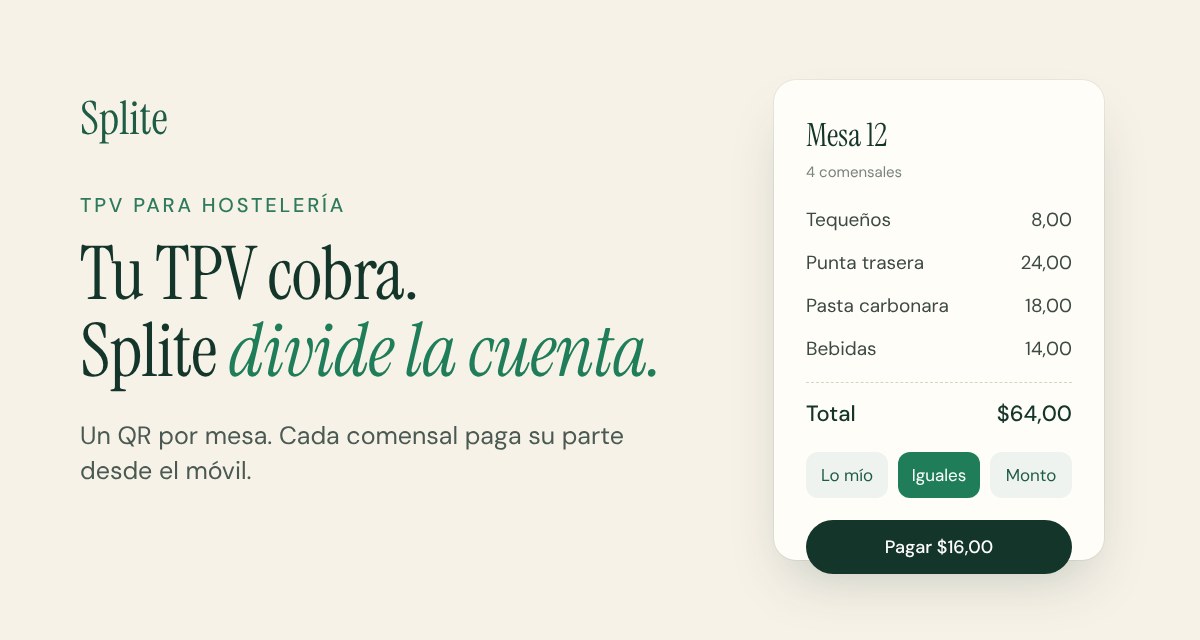 Splite
TPV PARA HOSTELERÍA
Tu TPV cobra.
Splite divide la cuenta.
Un QR por mesa. Cada comensal paga su parte
desde el móvil.
Mesa 12
4 comensales
Tequeños 8,00
Punta trasera 24,00
Pasta carbonara 18,00
Bebidas 14,00
Total $64,00
Lo mío Iguales Monto
Pagar $16,00